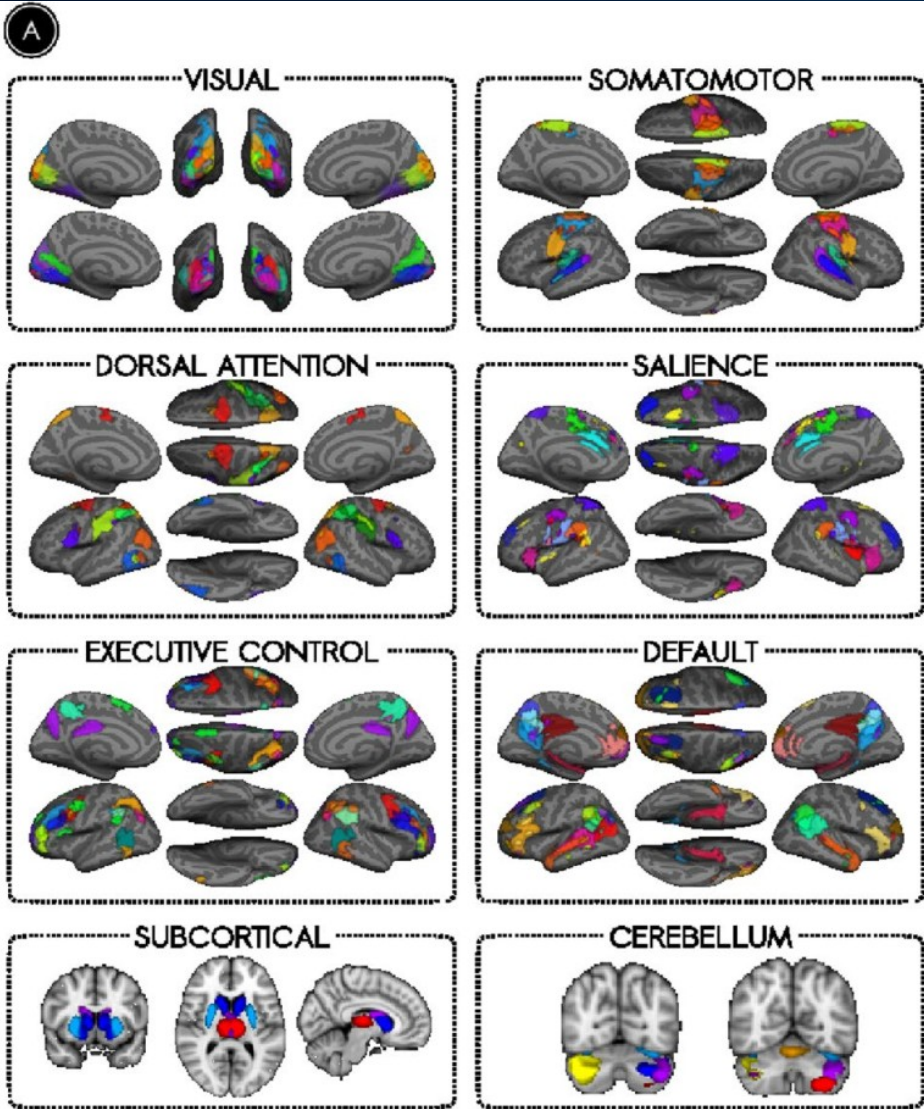 A
VISUAL
SOMATOMOTOR
DORSAL ATTENTION
SALIENCE
EXECUTIVE CONTROL
DEFAULT
SUBCORTICAL
CEREBELLUM